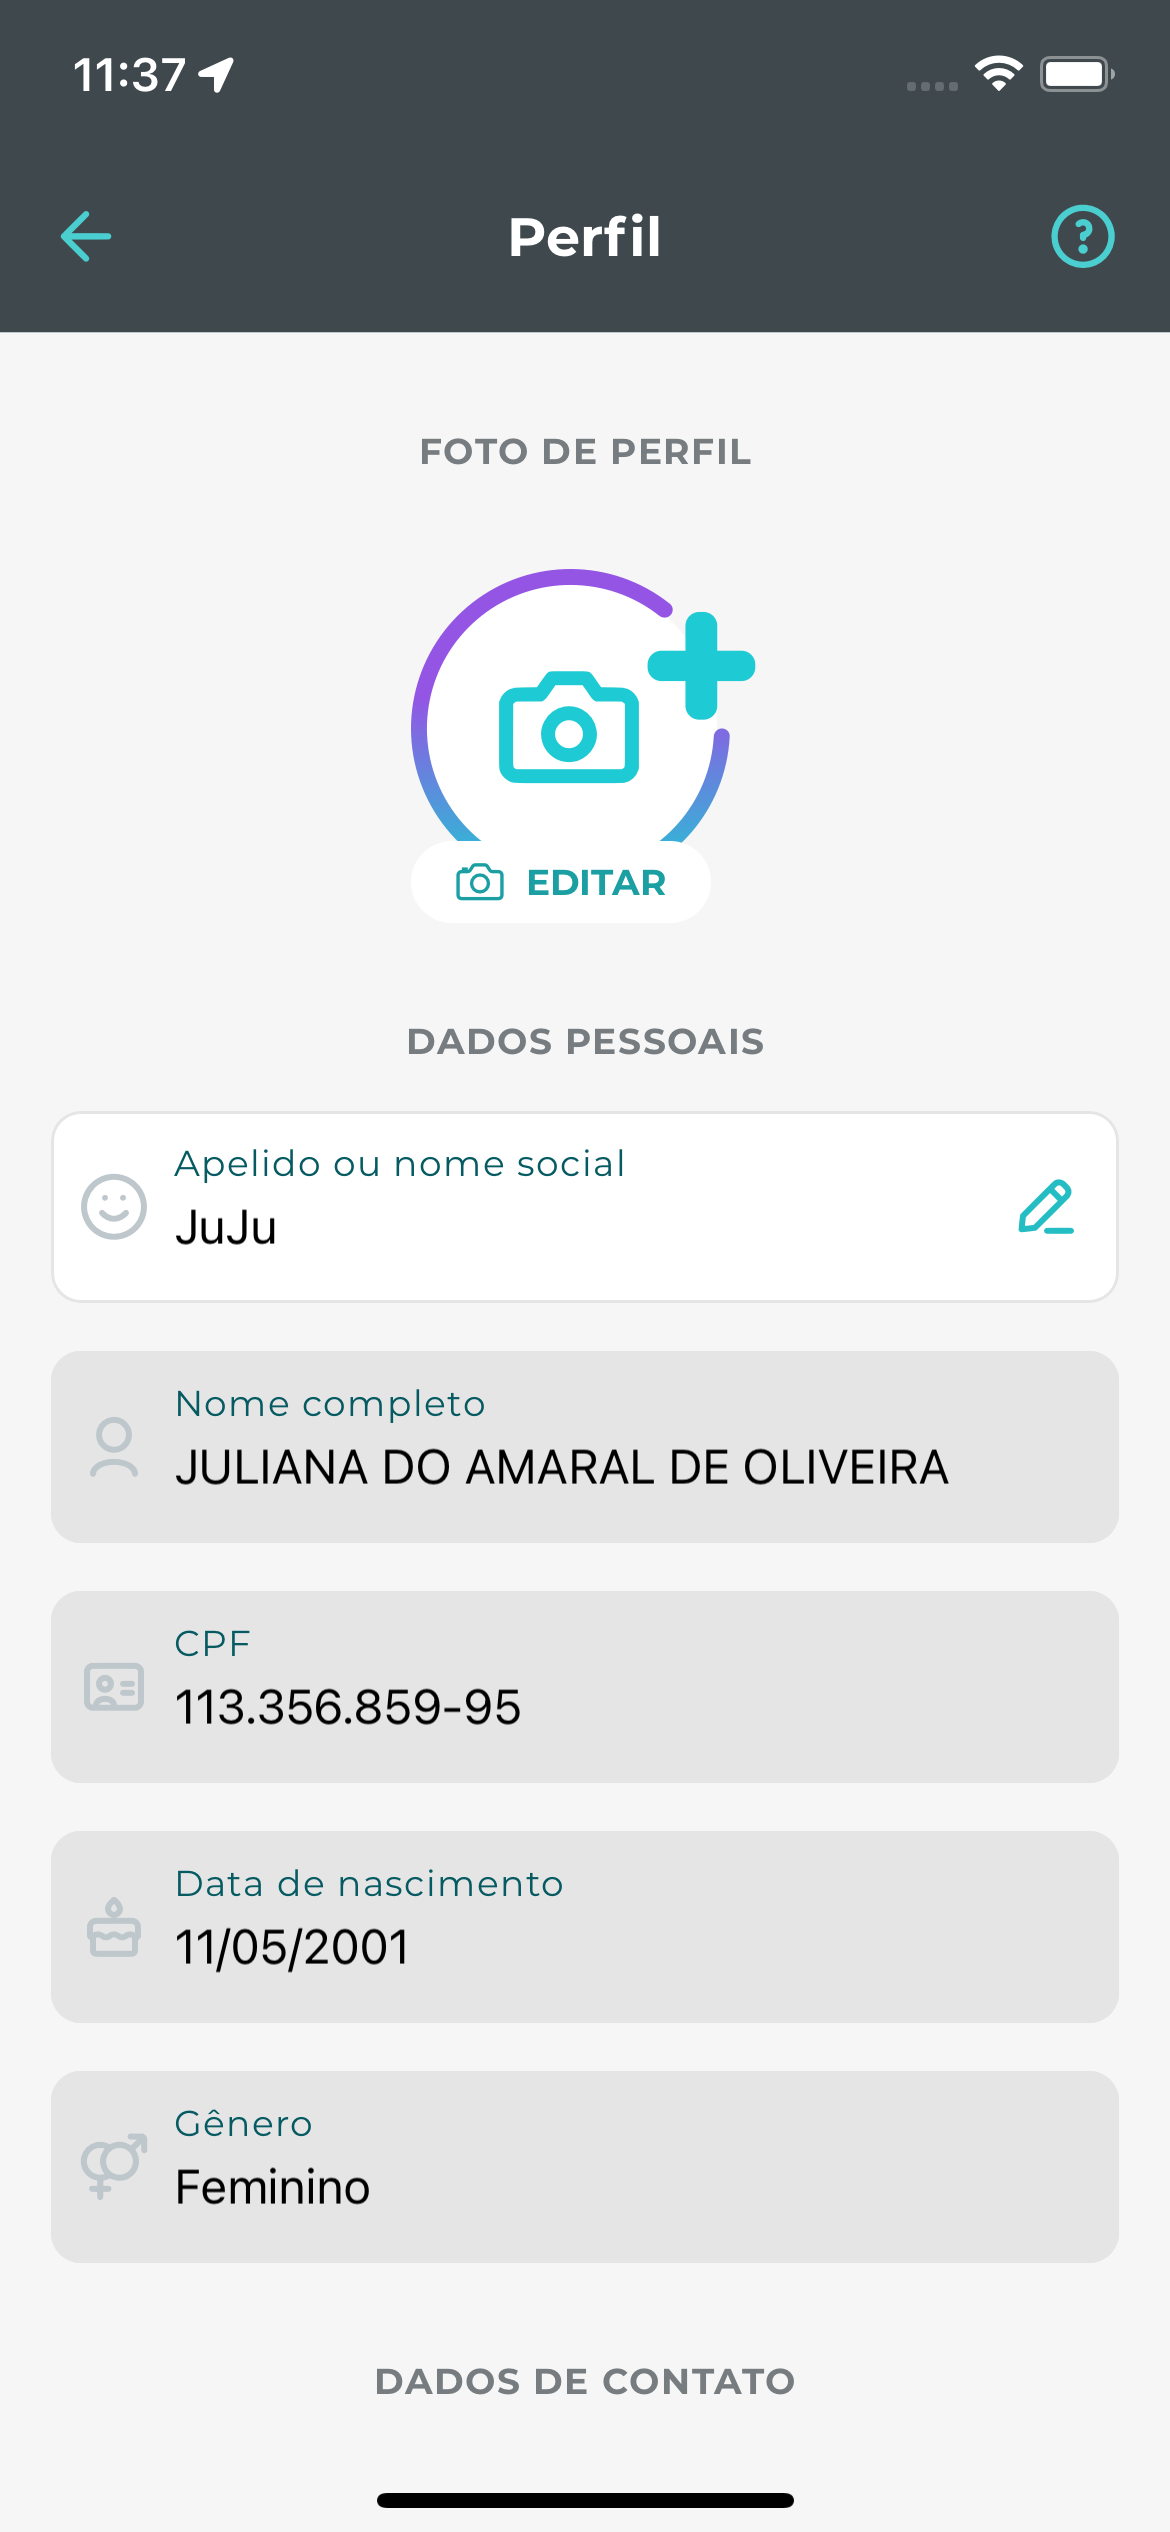 11:37
Perfil
FOTO DE PERFIL
EDITAR
DADOS PESSOAIS
Apelido ou nome social
JuJu
Nome completo
JULIANA DO AMARAL DE OLIVEIRA
CPF
113.356.859-95
Data de nascimento
11/05/2001
Gênero
Feminino
DADOS DE CONTATO